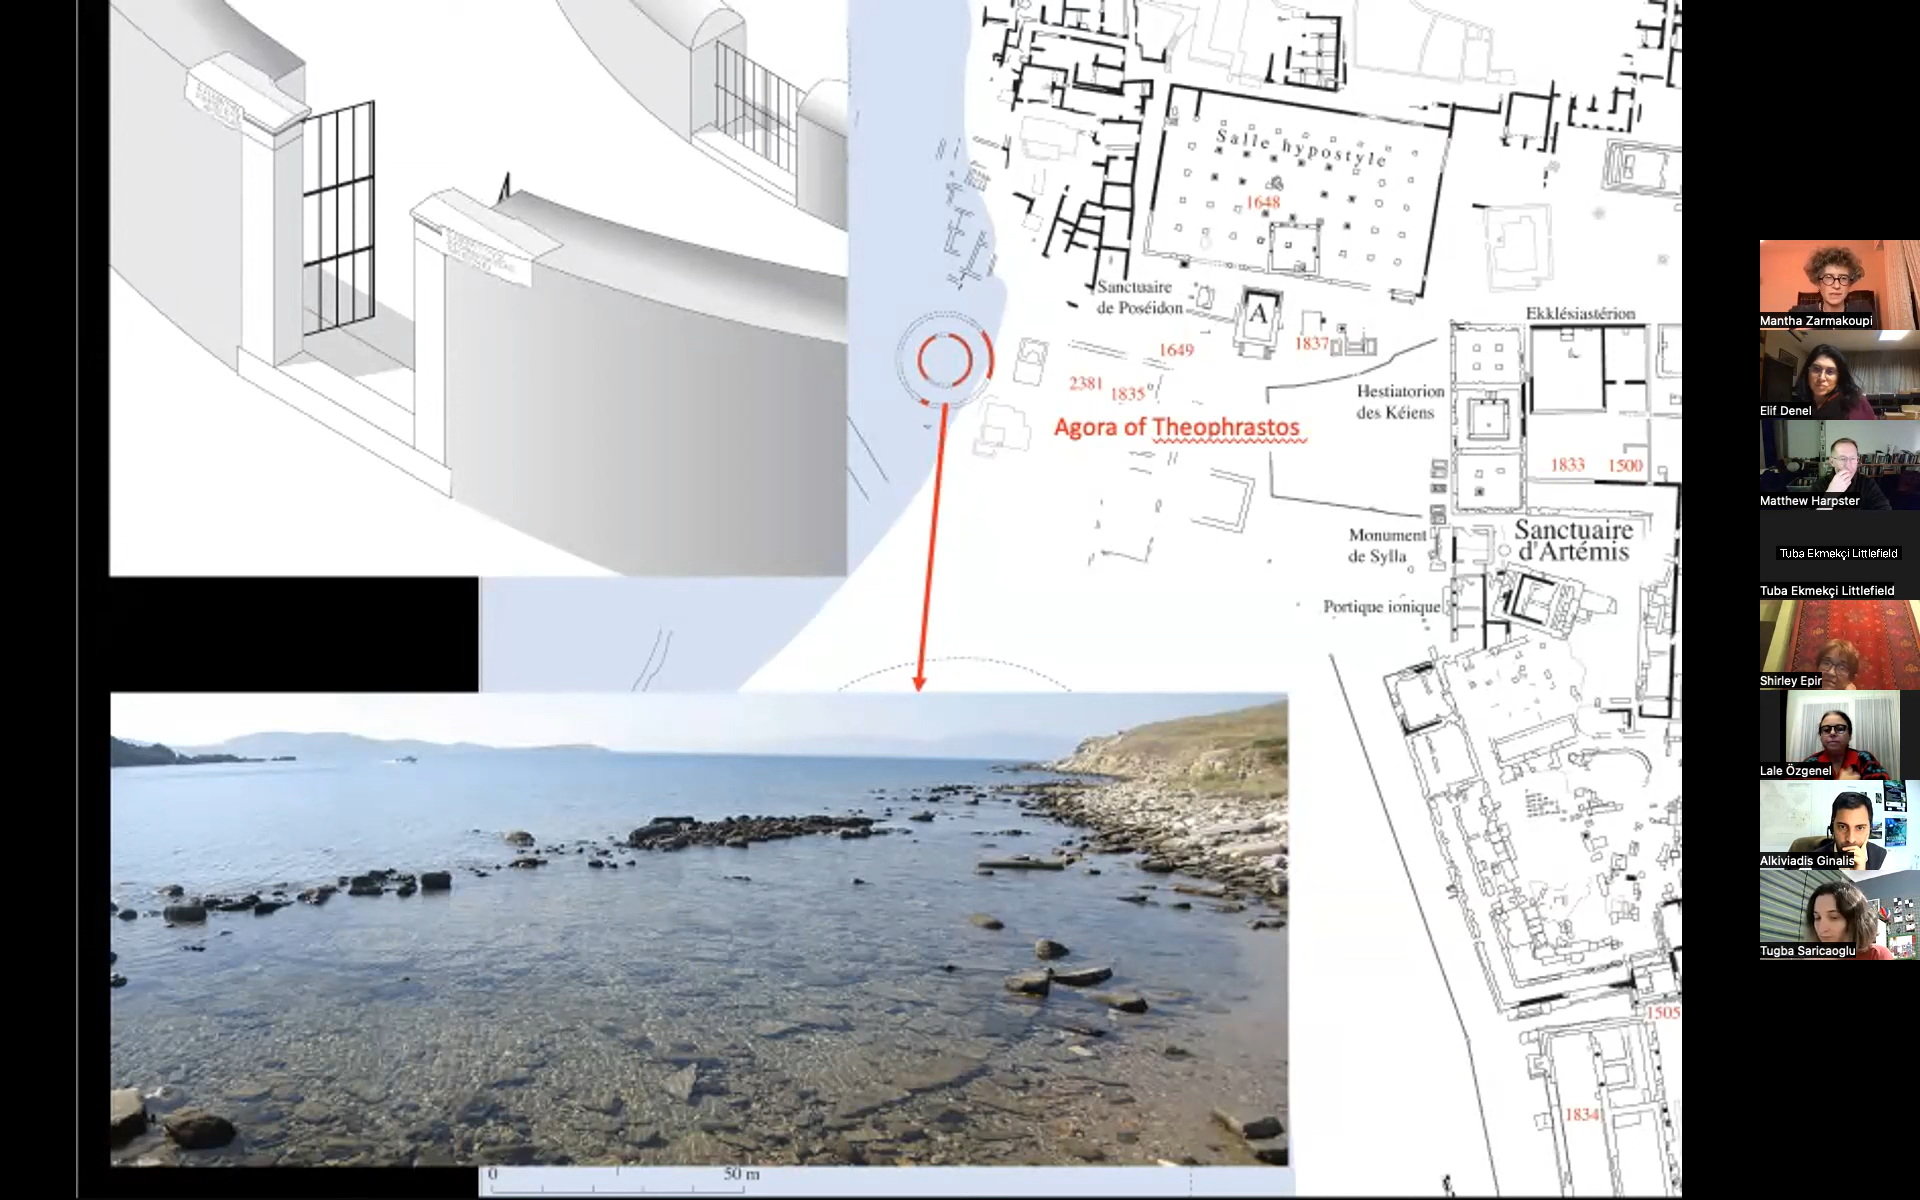 Salle hypostyle
1648
Sanctuaire
de Poséidon
A
1649
1837
2381
1835
Agora of Theophrastos
Ekklésiastérion
Hestiatorion
des Kéiens
1833
1500
Monument
de Sylla
Sanctuaire
d'Artémis
Portique ionique
1505
1834
0
50 m
Mantha Zarmakoupi
Elif Denel
Matthew Harpster
Tuba Ekmekçi Littlefield
Tuba Ekmekçi Littlefield
Shirley Epir
Lale Özgenel
Alkiviadis Ginalis
Tugba Saricaoglu